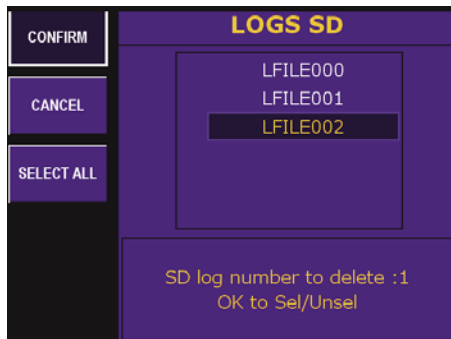 CONFIRM
LOGS SD
LFILE000
LFILE001
CANCEL
LFILE002
SELECT ALL
SD log number to delete :1
OK to Sel/Unsel